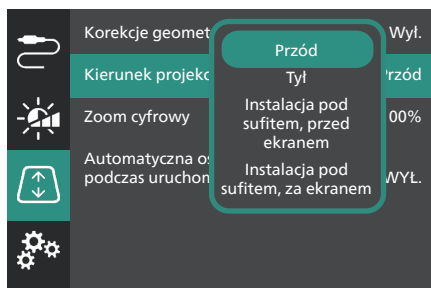 Korekcje geomet
Wył.
Przód
Kierunek projekc
Przód
Tył
Zoom cyfrowy
00%
Instalacja pod
sufitem, przed
ekranem
Automatyczna os
podczas uruchom
WYŁ.
Instalacja pod
sufitem, za ekranem